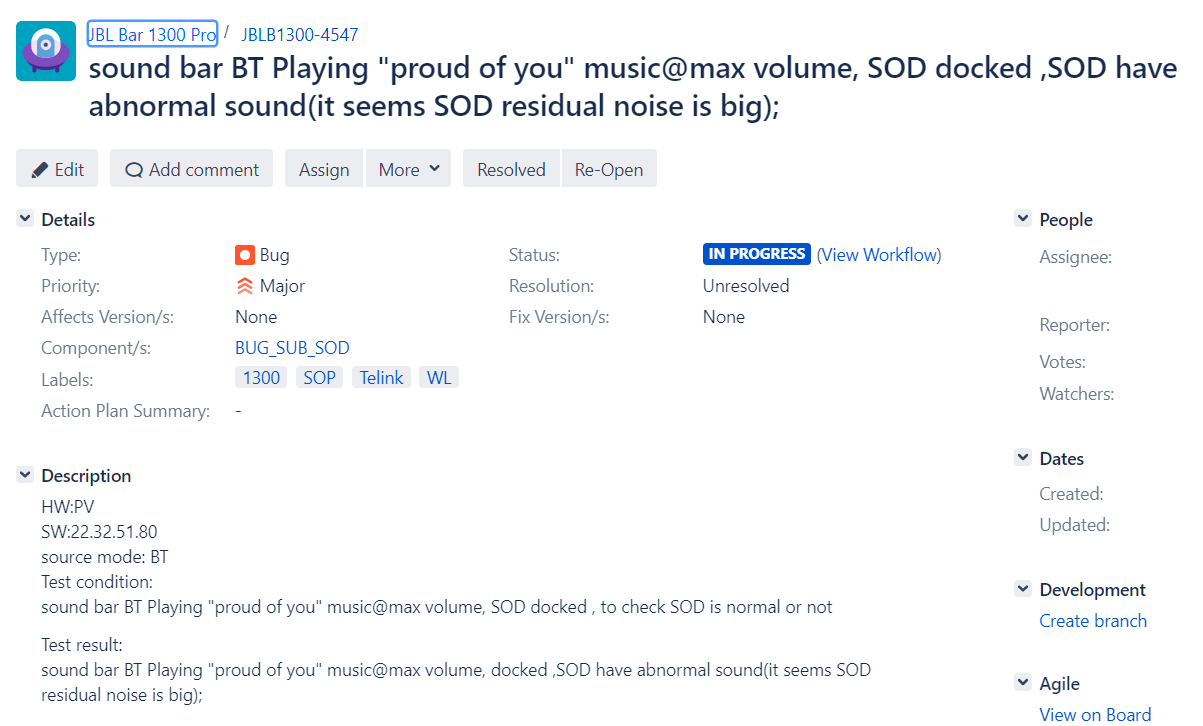 JBL Bar 1300 Pro / JBLB1300-4547
sound bar BT Playing "proud of you" music@max volume, SOD docked ,SOD have
abnormal sound(it seems SOD residual noise is big);
Edit Add comment Assign More Resolved Re-Open
Details
Type: Bug Status: IN PROGRESS (View Workflow)
Priority: Major Resolution: Unresolved
Affects Version/s: None Fix Version/s: None
Component/s: BUG_SUB_SOD
Labels: 1300 SOP Telink WL
Action Plan Summary: -
Description
HW:PV
SW:22.32.51.80
source mode: BT
Test condition:
sound bar BT Playing "proud of you" music@max volume, SOD docked , to check SOD is normal or not
Test result:
sound bar BT Playing "proud of you" music@max volume, docked ,SOD have abnormal sound(it seems SOD
residual noise is big);
People
Assignee:
Reporter:
Votes:
Watchers:
Dates
Created:
Updated:
Development
Create branch
Agile
View on Board